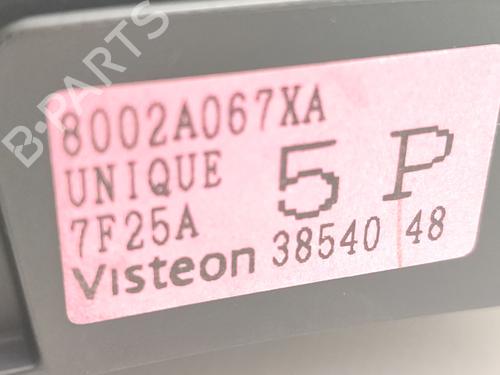 B-PARTS
8002A067XA
UNIQUE
7F25A
5 P
Visteon 38540 48